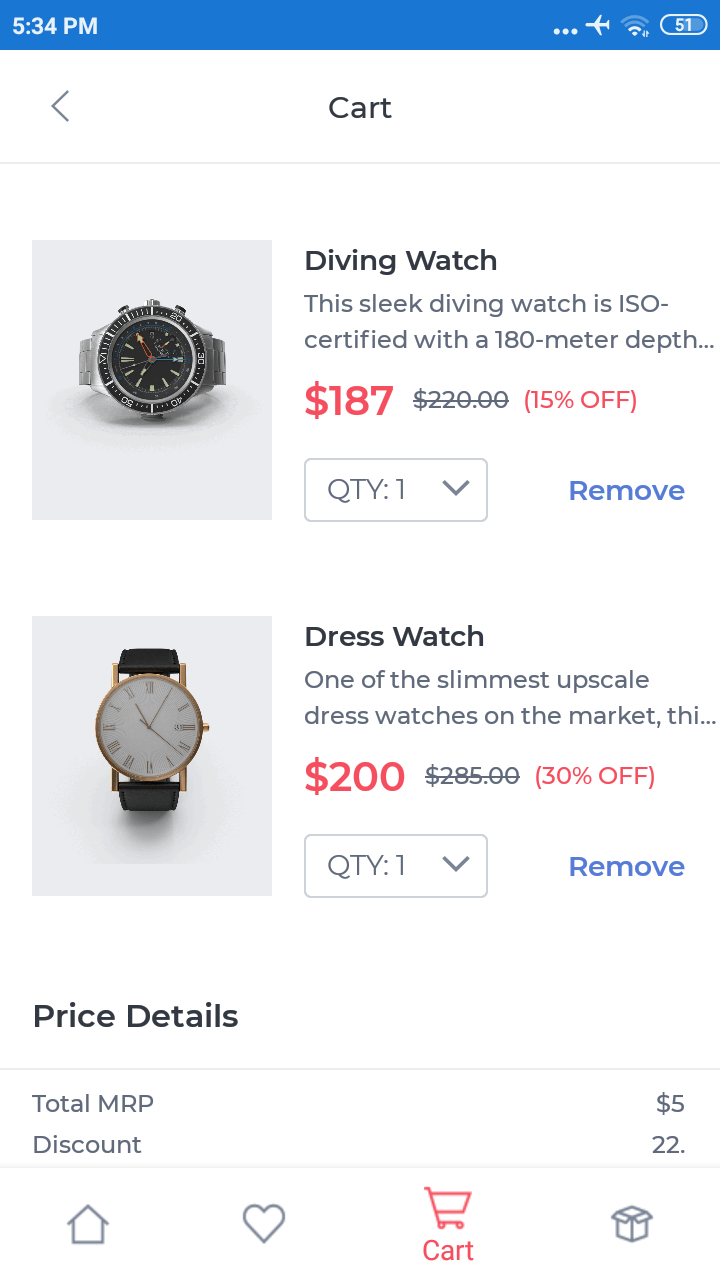 5:34 PM
51
Cart
Diving Watch
This sleek diving watch is ISO-
certified with a 180-meter depth...
$187 $220.00 (15% OFF)
QTY: 1
Remove
Dress Watch
One of the slimmest upscale
dress watches on the market, thi...
$200 $285.00 (30% OFF)
QTY: 1
Remove
Price Details
Total MRP $5
Discount 22.
Cart